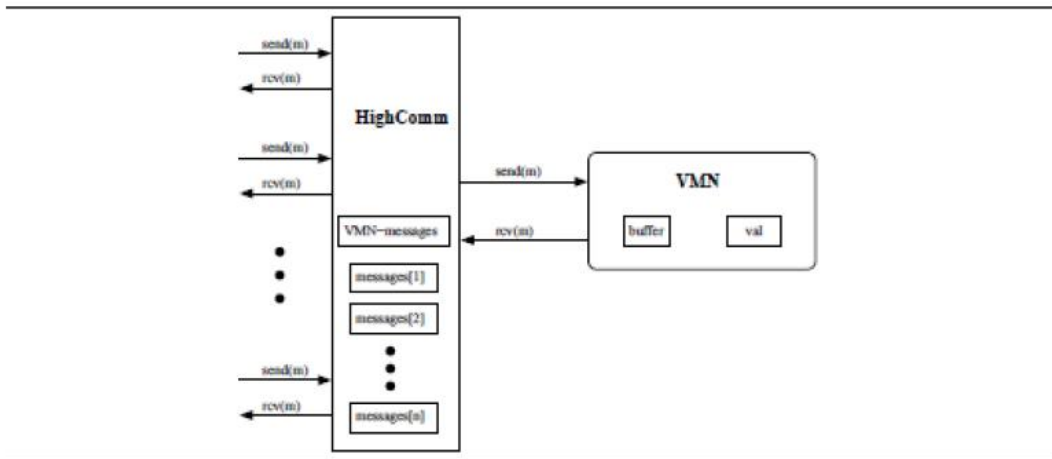 send(m)
rcv(m)
HighComm
send(m)
rcv(m)
send(m)
rcv(m)
VMN
buffer
val
VMN-messages
messages[1]
messages[2]
messages[n]
send(m)
rcv(m)